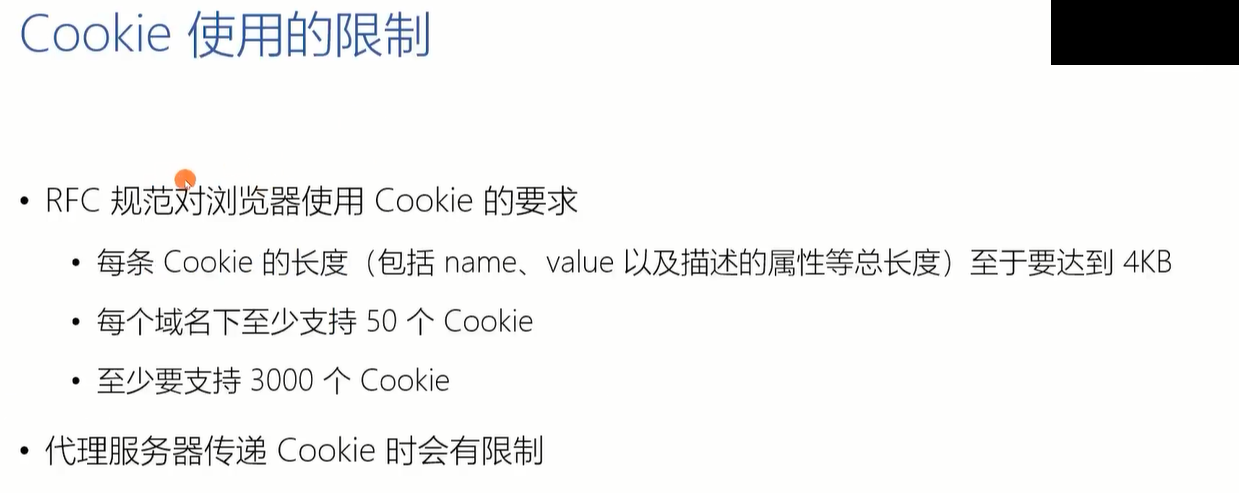 Cookie 使用的限制
• RFC 规范对浏览器使用 Cookie 的要求
• 每条 Cookie 的长度（包括 name、value 以及描述的属性等总长度）至于要达到 4KB
• 每个域名下至少支持 50 个 Cookie
• 至少要支持 3000 个 Cookie
• 代理服务器传递 Cookie 时会有限制